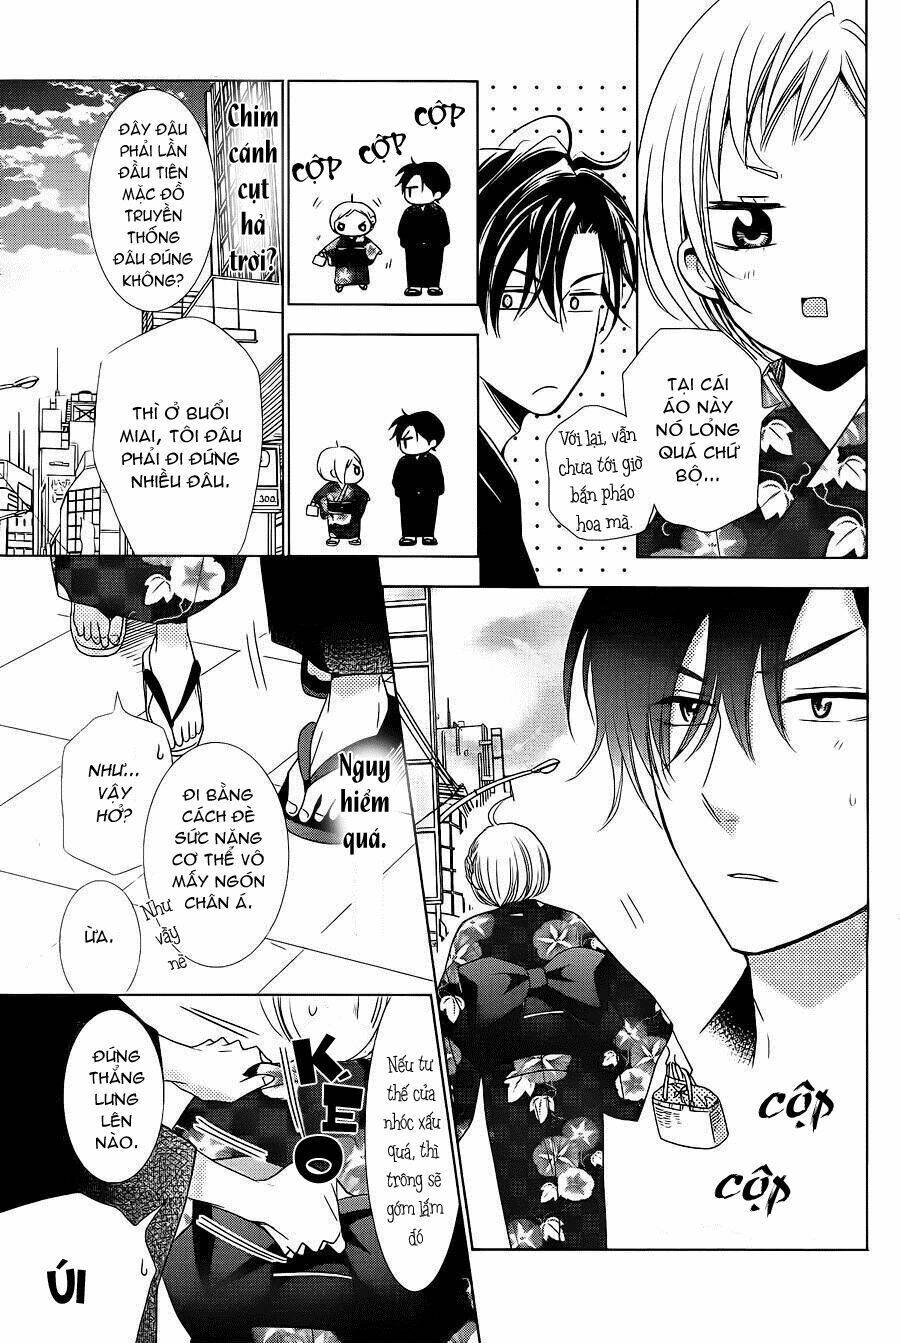 TẠI CÁI
ÁO NÀY
NÓ LỎNG
QUÁ CHỨ
BỘ...
Với lại, vẫn
chưa tới giờ
bắn pháo
hoa mà.
CỘP
CỘP
CỘP
Chim
cánh
cụt
hả
trời?
ĐÂY ĐÂU
PHẢI LẦN
ĐẦU TIÊN
MẶC ĐỒ
TRUYỀN
THỐNG
ĐÂU ĐÚNG
KHÔNG?
THÌ Ở BUỔI
MIAI, TÔI ĐÂU
PHẢI ĐI ĐỨNG
NHIỀU ĐÂU.
cộp
cộp
Nguy
hiểm
quá.
ĐI BẰNG
CÁCH ĐÈ
SỨC NẶNG
CƠ THỂ VÔ
MẤY NGÓN
CHÂN Á.
Như
vầy
nè
NHƯ...
VẬY
HỞ?
ỪA.
Nếu tư
thế của
nhóc xấu
quá, thì
trông sẽ
gớm lắm
đó
KÉO
ĐỨNG
THẲNG
LƯNG
LÊN
NÀO.
ÚI